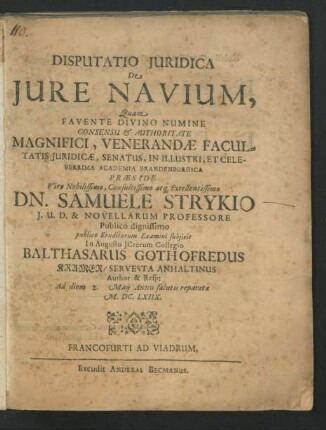 110.
DISPUTATIO JURIDICA
De
JURE NAVIUM,
Quam
FAVENTE DIVINO NUMINE
CONSENSU & AUTHORITATE
MAGNIFICI, VENERANDÆ FACUL-
TATIS JURIDICÆ, SENATUS, IN ILLUSTRI, ET CELE-
BERRIMA ACADEMIA BRANDENBURGICA
PRÆSIDE
Viro Nobilissimo, Consultissimo atq; Excellentissimo
DN. SAMUELE STRYKIO
J. U. D. & NOVELLARUM PROFESSORE
Publico dignissimo
publico Eruditorum Examini subjicit
In Augusto JCtorum Collegio
BALTHASARUS GOTHOFREDUS
KRAMER/ SERVESTA ANHALTINUS
Author & Resp:
Ad diem 2. Maij Anno salutis reparatæ
M. DC. LXIIX.
FRANCOFURTI AD VIADRUM,
Excudit ANDREAS BECMANUS.